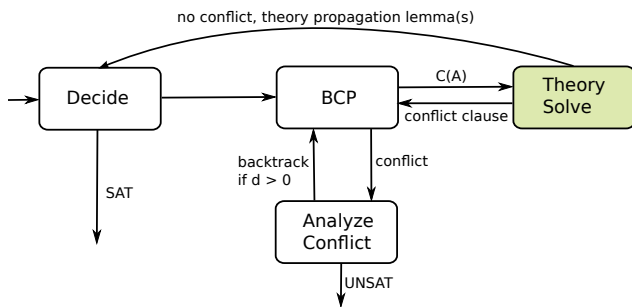 no conflict, theory propagation lemma(s)
Decide
BCP
C(A)
Theory
Solve
conflict clause
backtrack
if d > 0
conflict
SAT
Analyze
Conflict
UNSAT